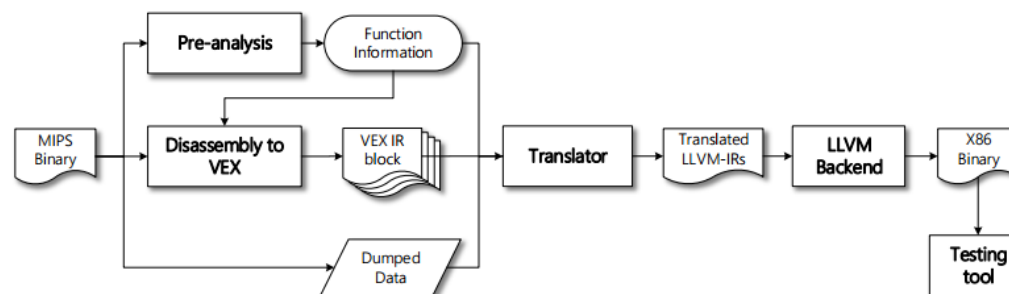 Pre-analysis
Function
Information
MIPS
Binary
Disassembly to
VEX
VEX IR
block
Translator
Translated
LLVM-IRs
LLVM
Backend
X86
Binary
Dumped
Data
Testing
tool